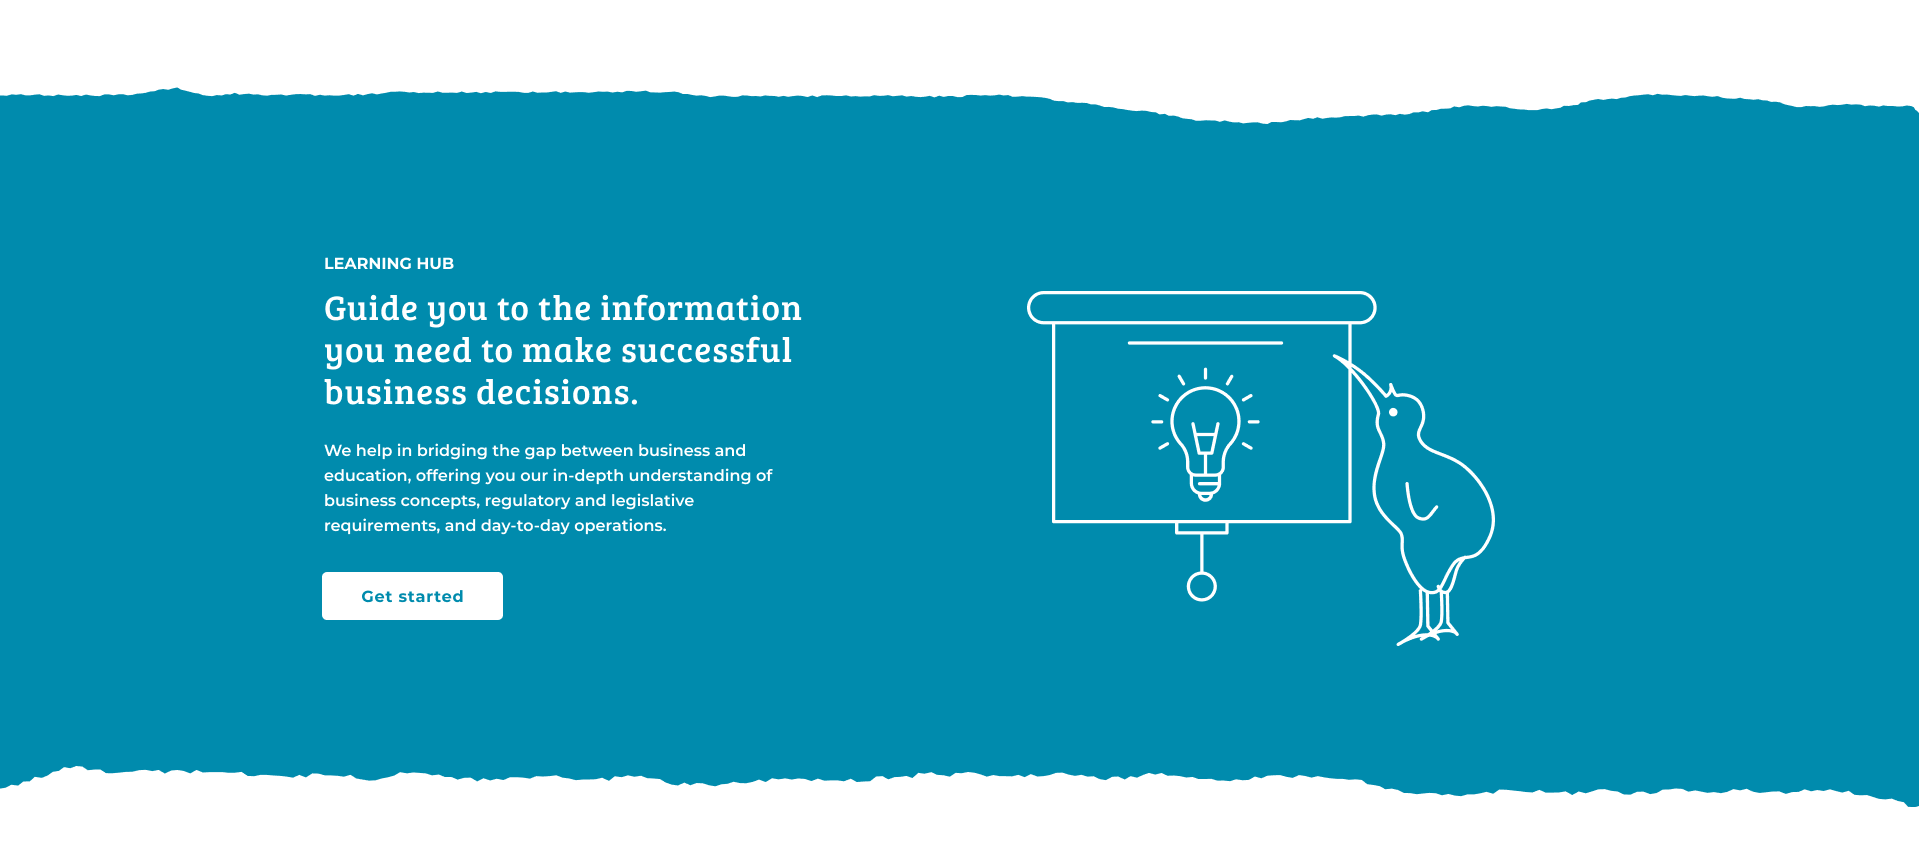 LEARNING HUB
Guide you to the information
you need to make successful
business decisions.
We help in bridging the gap between business and
education, offering you our in-depth understanding of
business concepts, regulatory and legislative
requirements, and day-to-day operations.
Get started